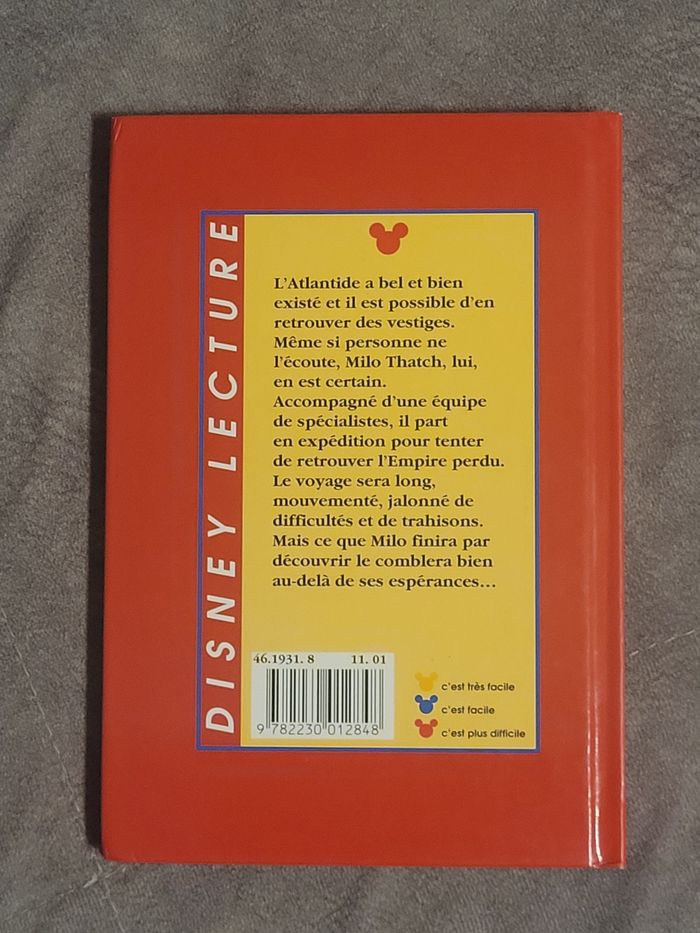 DISNEY LECTURE
L'Atlantide a bel et bien
existé et il est possible d'en
retrouver des vestiges.
Même si personne ne
l'écoute, Milo Thatch, lui,
en est certain.
Accompagné d'une équipe
de spécialistes, il part
en expédition pour tenter
de retrouver l'Empire perdu.
Le voyage sera long,
mouvementé, jalonné de
difficultés et de trahisons.
Mais ce que Milo finira par
découvrir le comblera bien
au-delà de ses espérances...
46.1931. 8 11. 01
9 782230 012848
c'est très facile
c'est facile
c'est plus difficile